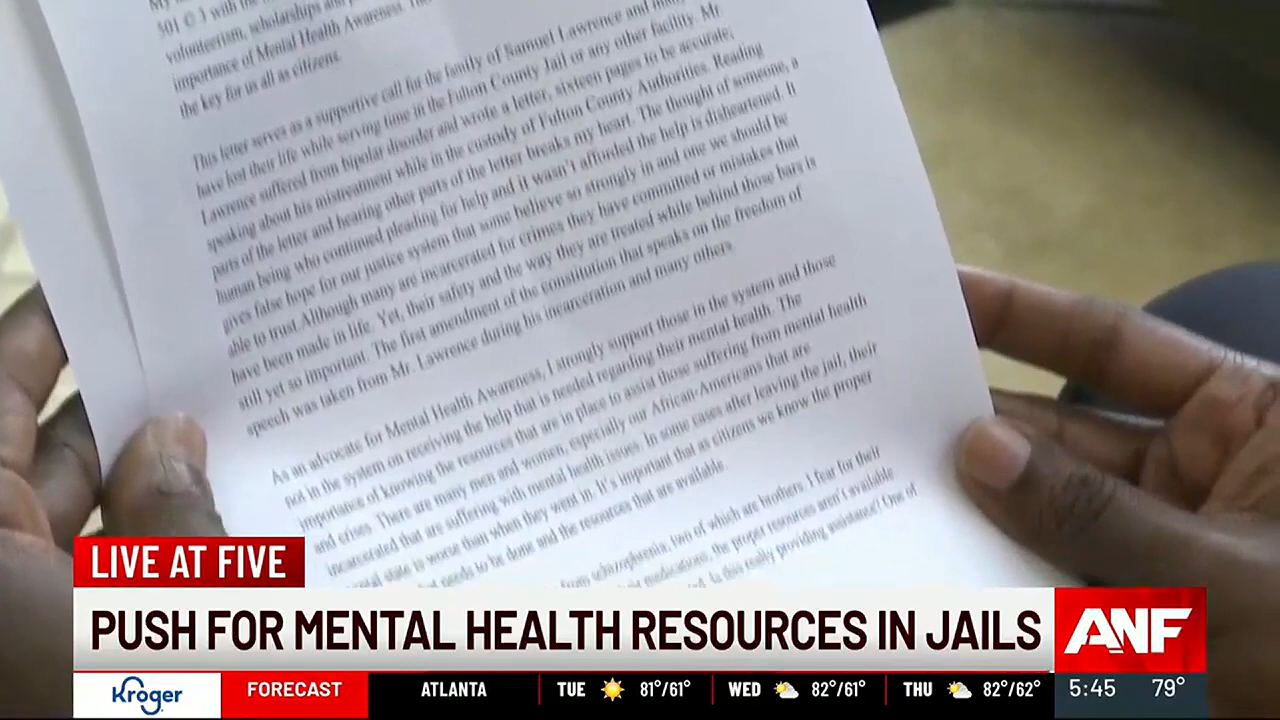 My
501 © 3 with the
volunteerism, scholarships and
importance of Mental Health Awareness.
the key for us all as citizens.
This letter serves as a supportive call for the family of Samuel Lawrence and many
have lost their life while serving time in the Fulton County Jail or any other facility. Mr.
Lawrence suffered from bipolar disorder and wrote a letter, sixteen pages to be accurate,
speaking about his mistreatment while in the custody of Fulton County Authorities. Reading
parts of the letter and hearing other parts of the letter breaks my heart. The thought of someone, a
human being who continued pleading for help and it wasn't afforded the help is disheartened. It
gives false hope for our justice system that some believe so strongly in and one we should be
able to trust.Although many are incarcerated for crimes they have committed or mistakes that
have been made in life. Yet, their safety and the way they are treated while behind those bars is
still yet so important. The first amendment of the constitution that speaks on the freedom of
speech was taken from Mr. Lawrence during his incarceration and many others.
As an advocate for Mental Health Awareness, I strongly support those in the system and those
not in the system on receiving the help that is needed regarding their mental health. The
importance of knowing the resources that are in place to assist those suffering from mental health
and crises. There are many men and women, especially our African-Americans that are
incarcerated that are suffering with mental health issues. In some cases after leaving the jail, their
mental state is worse than when they went in. It's important that as citizens we know the proper
needs to be done and the resources that are available.
from schizophrenia, two of which are brothers. I fear for their
medications, the proper resources aren't available
Is this really providing assistance? One of
LIVE AT FIVE
PUSH FOR MENTAL HEALTH RESOURCES IN JAILS
ANF
Kroger FORECAST ATLANTA TUE 81°/61° WED 82°/61° THU 82°/62° 5:45 79°